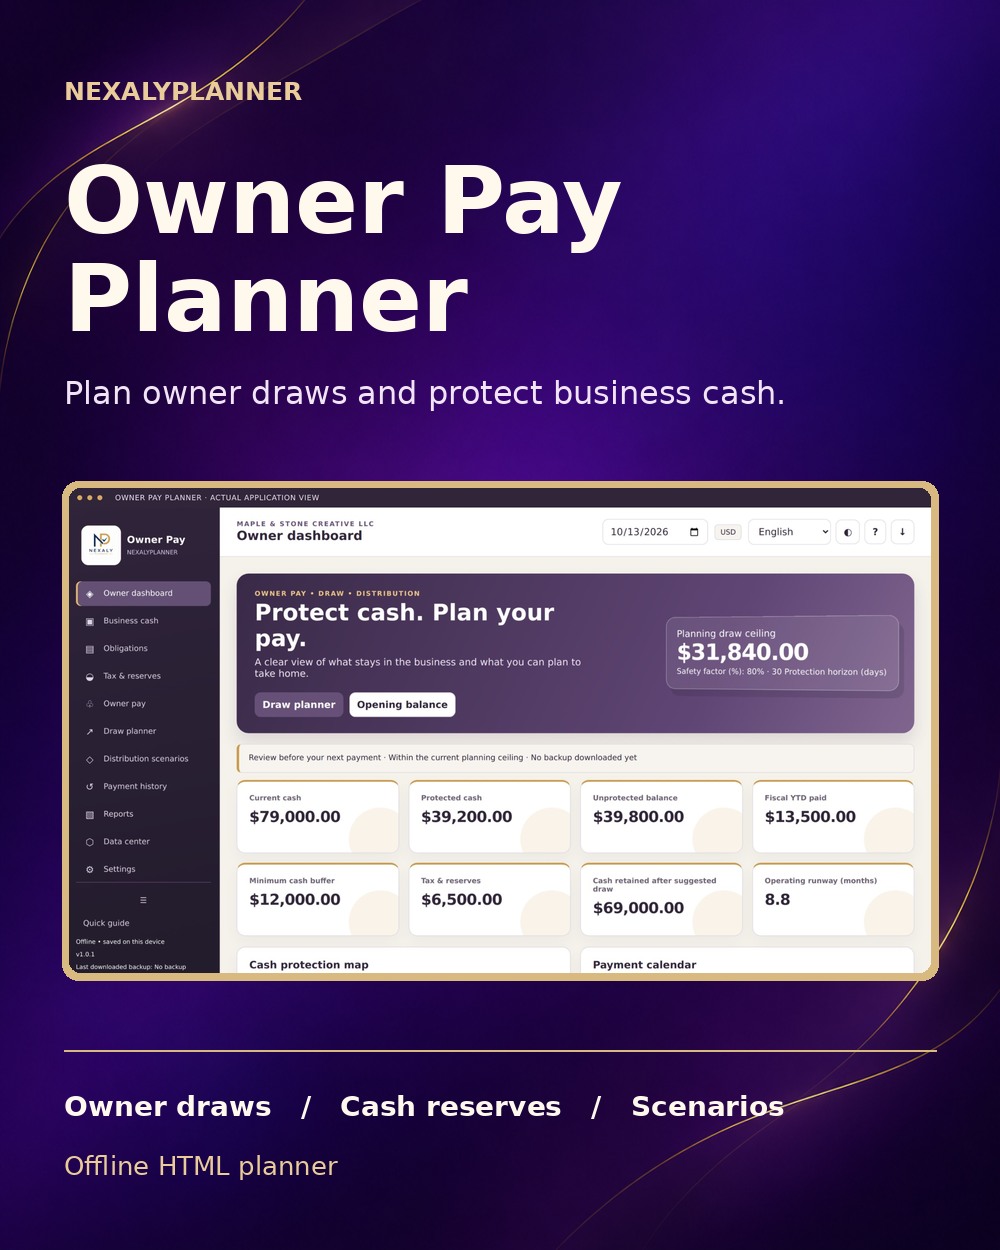 NEXALYPLANNER
Owner Pay
Planner
Plan owner draws and protect business cash.
OWNER PAY PLANNER · ACTUAL APPLICATION VIEW
NEXALY
Owner Pay
NEXALYPLANNER
Owner dashboard
Business cash
Obligations
Tax & reserves
Owner pay
Draw planner
Distribution scenarios
Payment history
Reports
Data center
Settings
Quick guide
Offline • saved on this device
v1.0.1
Last downloaded backup: No backup
MAPLE & STONE CREATIVE LLC
Owner dashboard
10/13/2026
USD
English
?
OWNER PAY • DRAW • DISTRIBUTION
Protect cash. Plan your
pay.
A clear view of what stays in the business and what you can plan to
take home.
Draw planner
Opening balance
Planning draw ceiling
$31,840.00
Safety factor (%): 80% · 30 Protection horizon (days)
Review before your next payment · Within the current planning ceiling · No backup downloaded yet
Current cash
$79,000.00
Protected cash
$39,200.00
Unprotected balance
$39,800.00
Fiscal YTD paid
$13,500.00
Minimum cash buffer
$12,000.00
Tax & reserves
$6,500.00
Cash retained after suggested
draw
$69,000.00
Operating runway (months)
8.8
Cash protection map
Payment calendar
Owner draws / Cash reserves / Scenarios
Offline HTML planner